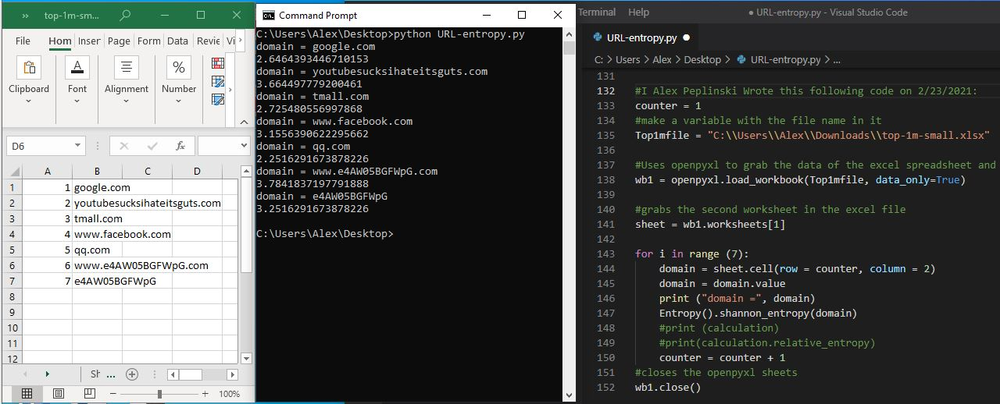 » top-1m-sm...
File Hom Inser Page Form Data Revie Vi
Clipboard Font Alignment Number
D6 fx
A B C D
1 1 google.com
2 2 youtubesucksihateitsguts.com
3 3 tmall.com
4 4 www.facebook.com
5 5 qq.com
6 6 www.e4AW05BGFWpG.com
7 7 e4AW05BGFWpG
8
9
10
11
12
Sh ...
100%
Command Prompt
C:\Users\Alex\Desktop>python URL-entropy.py
domain = google.com
2.6464393446710153
domain = youtubesucksihateitsguts.com
3.664497779200461
domain = tmall.com
2.725480556997868
domain = www.facebook.com
3.1556390622295662
domain = qq.com
2.2516291673878226
domain = www.e4AW05BGFWpG.com
3.7841837197791888
domain = e4AW05BGFWpG
3.2516291673878226
C:\Users\Alex\Desktop>
Terminal Help ● URL-entropy.py - Visual Studio Code
URL-entropy.py ●
C: > Users > Alex > Desktop > URL-entropy.py > ...
131
132 #I Alex Peplinski Wrote this following code on 2/23/2021:
133 counter = 1
134 #make a variable with the file name in it
135 Top1mfile = "C:\\Users\\Alex\\Downloads\\top-1m-small.xlsx"
136
137 #Uses openpyxl to grab the data of the excel spreadsheet and
138 wb1 = openpyxl.load_workbook(Top1mfile, data_only=True)
139
140 #grabs the second worksheet in the excel file
141 sheet = wb1.worksheets[1]
142
143 for i in range (7):
144 domain = sheet.cell(row = counter, column = 2)
145 domain = domain.value
146 print ("domain =", domain)
147 Entropy().shannon_entropy(domain)
148 #print (calculation)
149 #print(calculation.relative_entropy)
150 counter = counter + 1
151 #closes the openpyxl sheets
152 wb1.close()